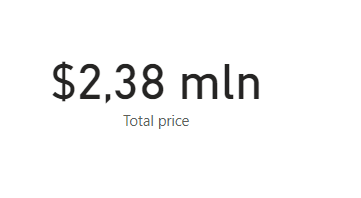 $2,38 mln
Total price